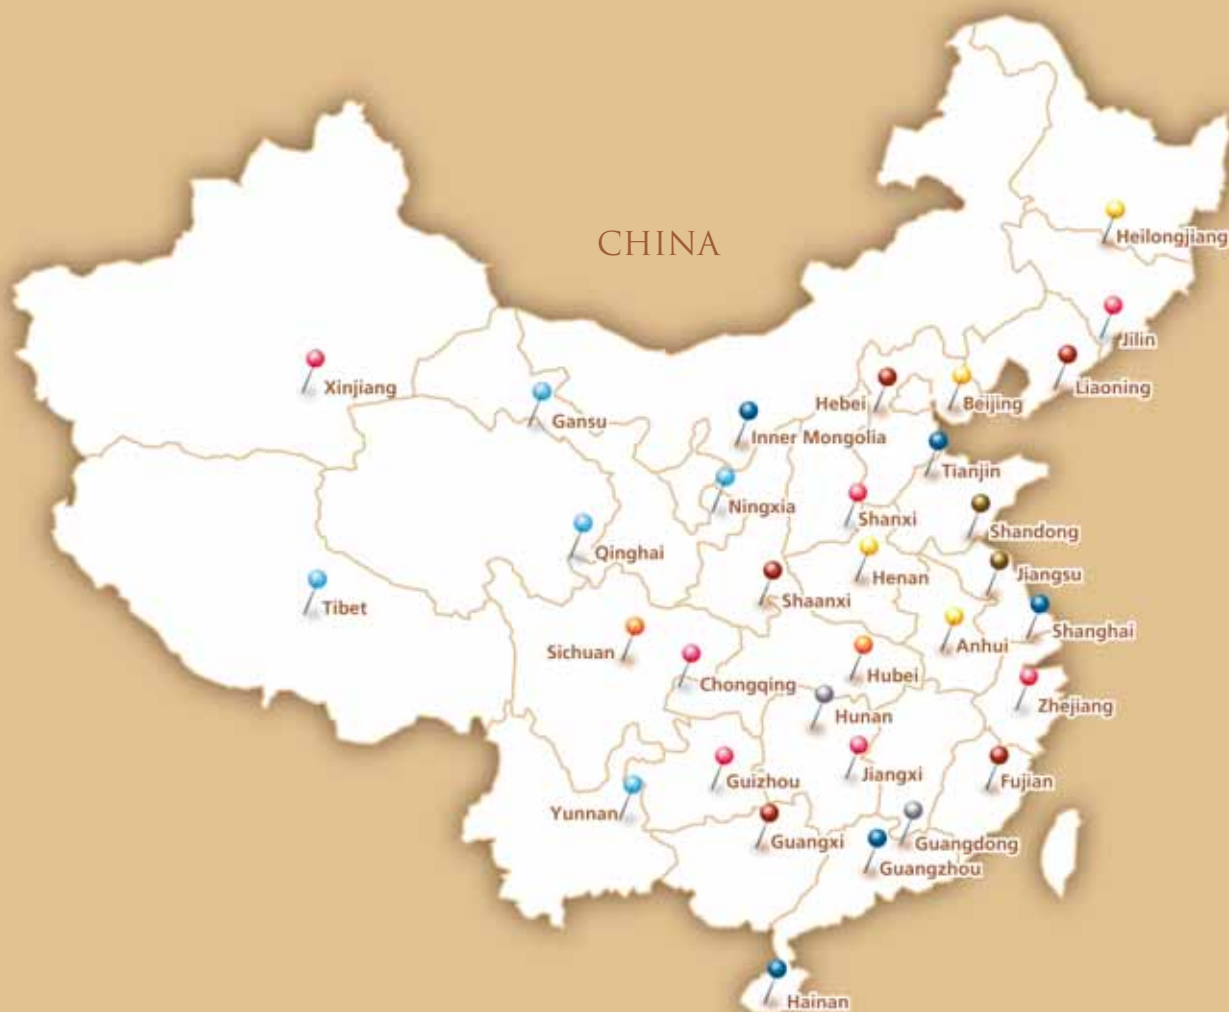 CHINA
Heilongjiang
Jilin
Xinjiang
Gansu
Hebei
Beijing
Liaoning
Inner Mongolia
Tianjin
Ningxia
Shanxi
Shandong
Qinghai
Henan
Jiangsu
Tibet
Shaanxi
Shanghai
Sichuan
Anhui
Chongqing
Hubei
Zhejiang
Hunan
Guizhou
Jiangxi
Fujian
Yunnan
Guangxi
Guangdong
Guangzhou
Hainan